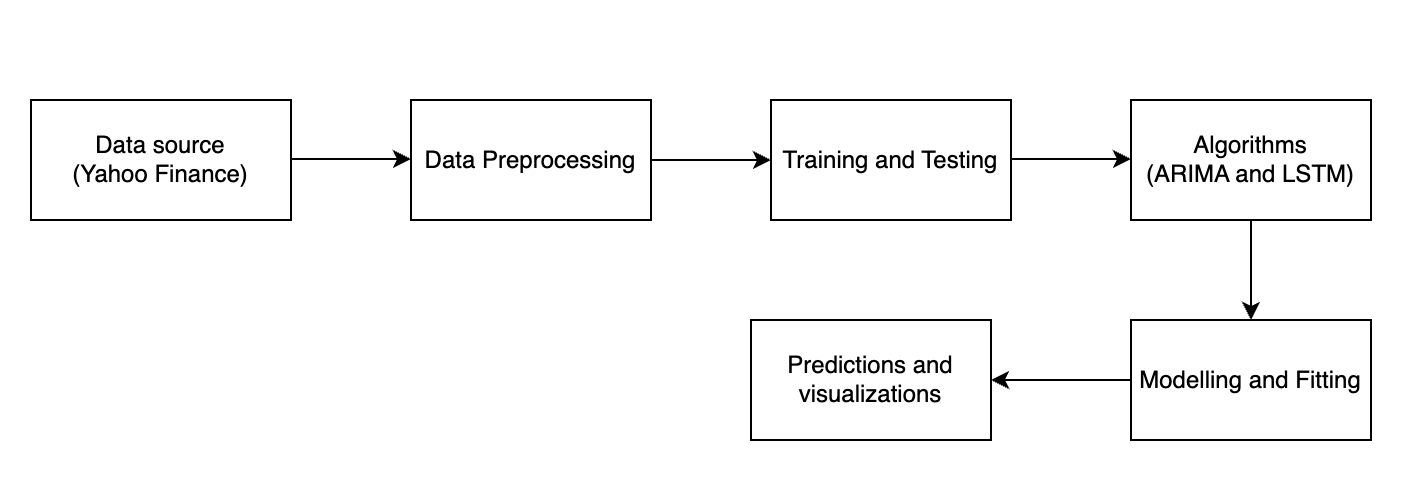 Data source
(Yahoo Finance)
Data Preprocessing
Training and Testing
Algorithms
(ARIMA and LSTM)
Modelling and Fitting
Predictions and
visualizations